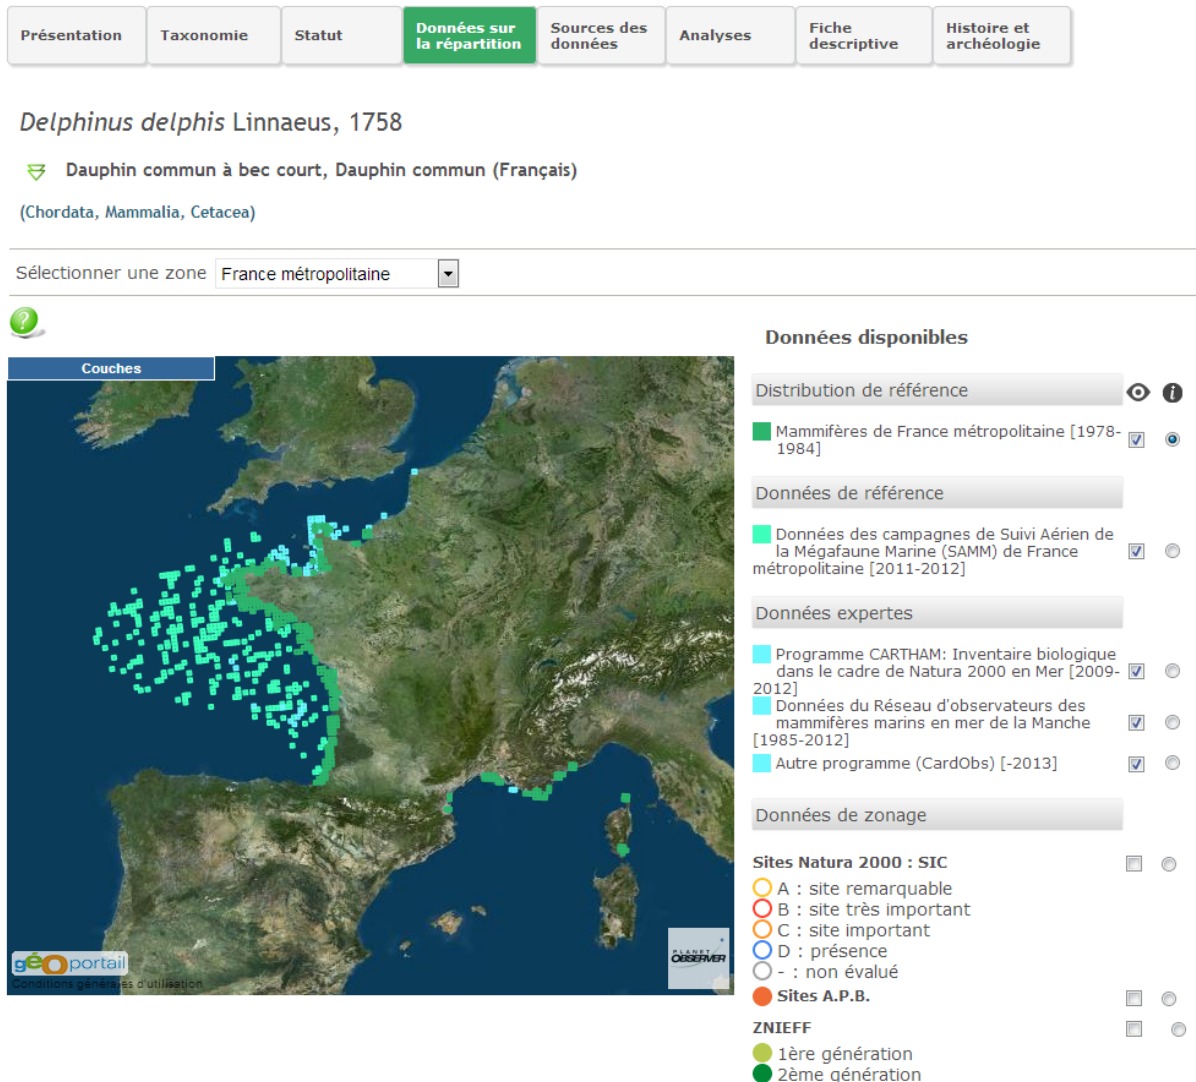 Présentation
Taxonomie
Statut
Données sur
la répartition
Sources des
données
Analyses
Fiche
descriptive
Histoire et
archéologie
Delphinus delphis Linnaeus, 1758
Dauphin commun à bec court, Dauphin commun (Français)
(Chordata, Mammalia, Cetacea)
Sélectionner une zone France métropolitaine
?
Couches
géoportail
Conditions générales d'utilisation
PLANET
OBSERVER
Données disponibles
Distribution de référence
i
Mammifères de France métropolitaine [1978-
1984]
Données de référence
Données des campagnes de Suivi Aérien de
la Mégafaune Marine (SAMM) de France
métropolitaine [2011-2012]
Données expertes
Programme CARTHAM: Inventaire biologique
dans le cadre de Natura 2000 en Mer [2009-
2012]
Données du Réseau d'observateurs des
mammifères marins en mer de la Manche
[1985-2012]
Autre programme (CardObs) [-2013]
Données de zonage
Sites Natura 2000 : SIC
A : site remarquable
B : site très important
C : site important
D : présence
- : non évalué
Sites A.P.B.
ZNIEFF
1ère génération
2ème génération